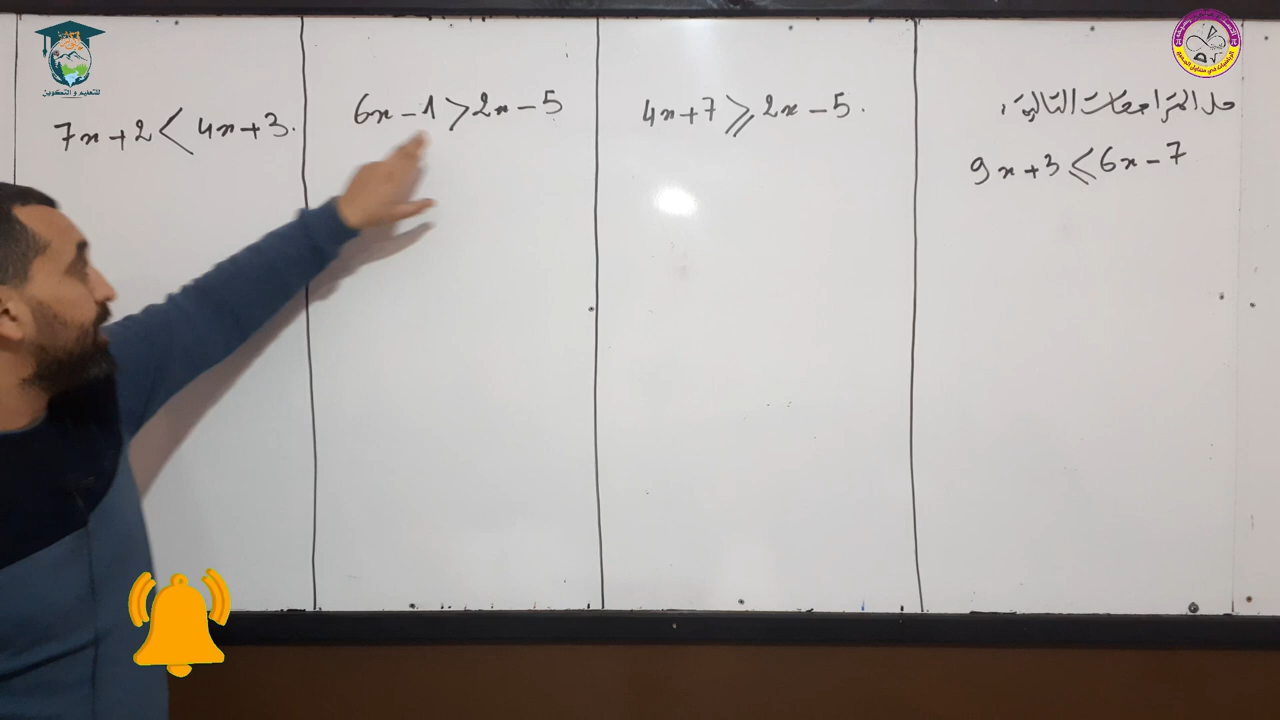 حل المتراجحات التالية:
9x + 3 ⩽ 6x - 7
4x + 7 ⩾ 2x - 5.
6x - 1 > 2x - 5
7x + 2 < 4x + 3.
للتعليم و التكوين